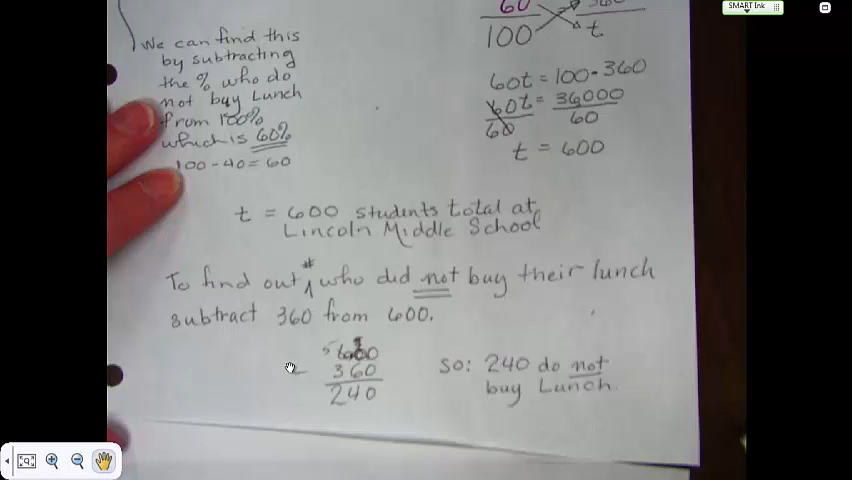 SMART Ink
We can find this
by subtracting
the % who do
not buy Lunch
from 100%
which is 60%
100-40=60
60
100
t
60t = 100·360
60t = 36000
60 60
t = 600
t = 600 students total at
Lincoln Middle School
To find out # who did not buy their lunch
subtract 360 from 600.
600
360
240
so: 240 do not
buy Lunch.